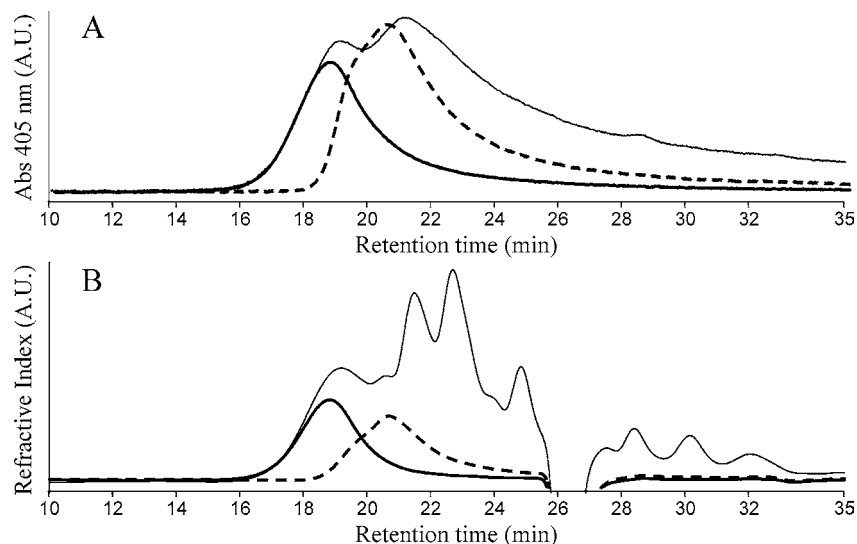 A
Abs 405 nm (A.U.)
10 12 14 16 18 20 22 24 26 28 30 32 35
Retention time (min)
B
Refractive Index (A.U.)
10 12 14 16 18 20 22 24 26 28 30 32 35
Retention time (min)